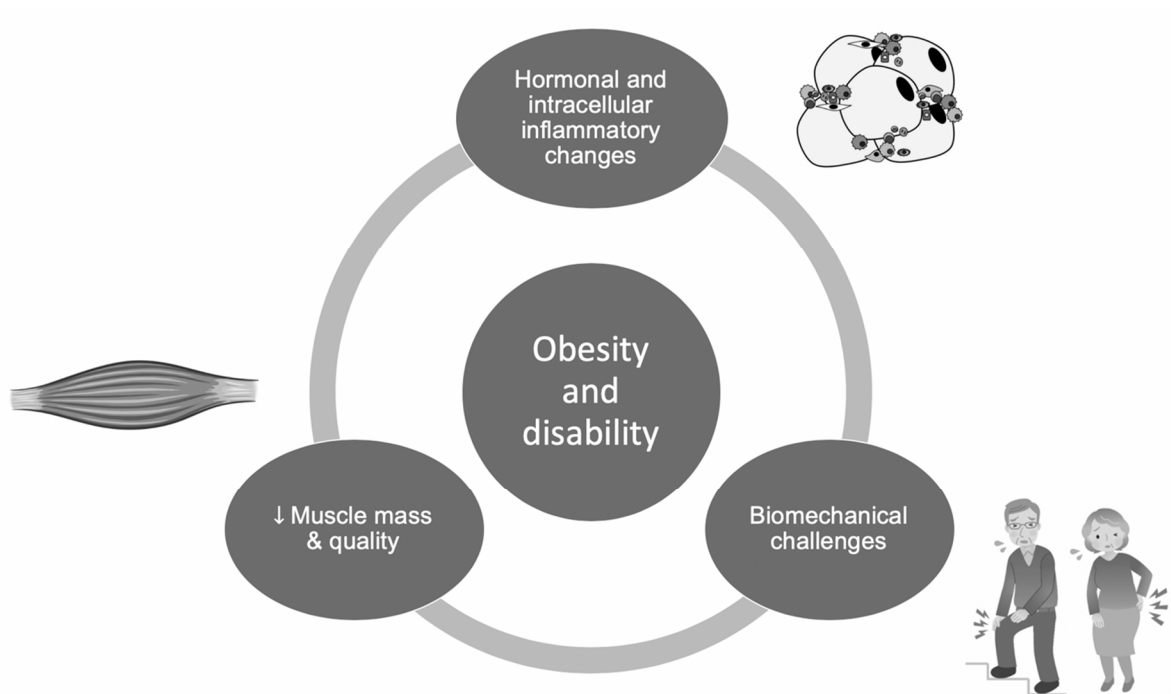 Hormonal and
intracellular
inflammatory
changes
Obesity
and
disability
↓ Muscle mass
& quality
Biomechanical
challenges